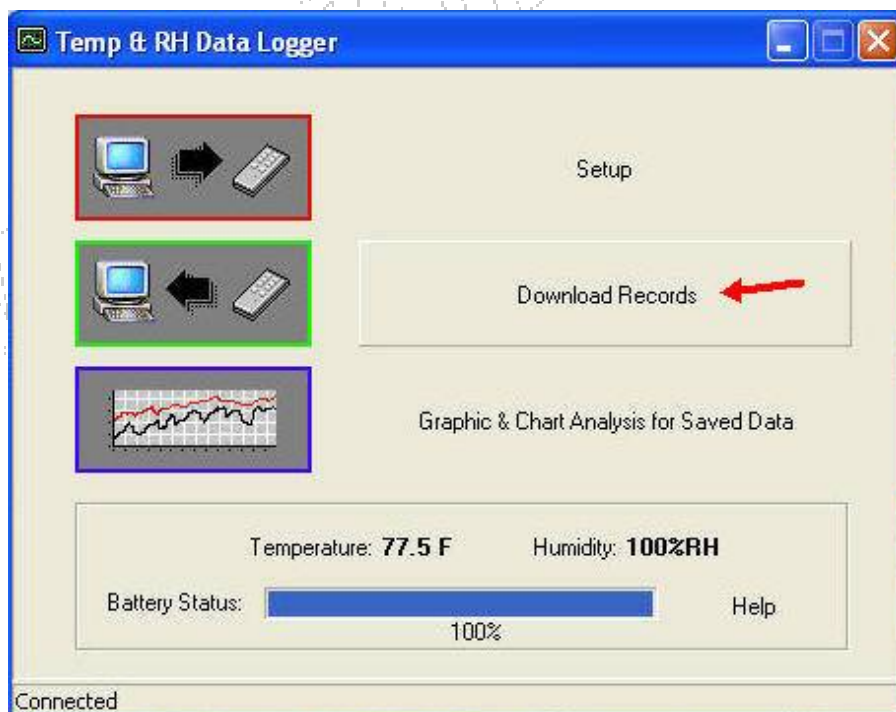 Temp & RH Data Logger
Setup
Download Records
Graphic & Chart Analysis for Saved Data
Temperature: 77.5 F Humidity: 100%RH
Battery Status: Help
100%
Connected